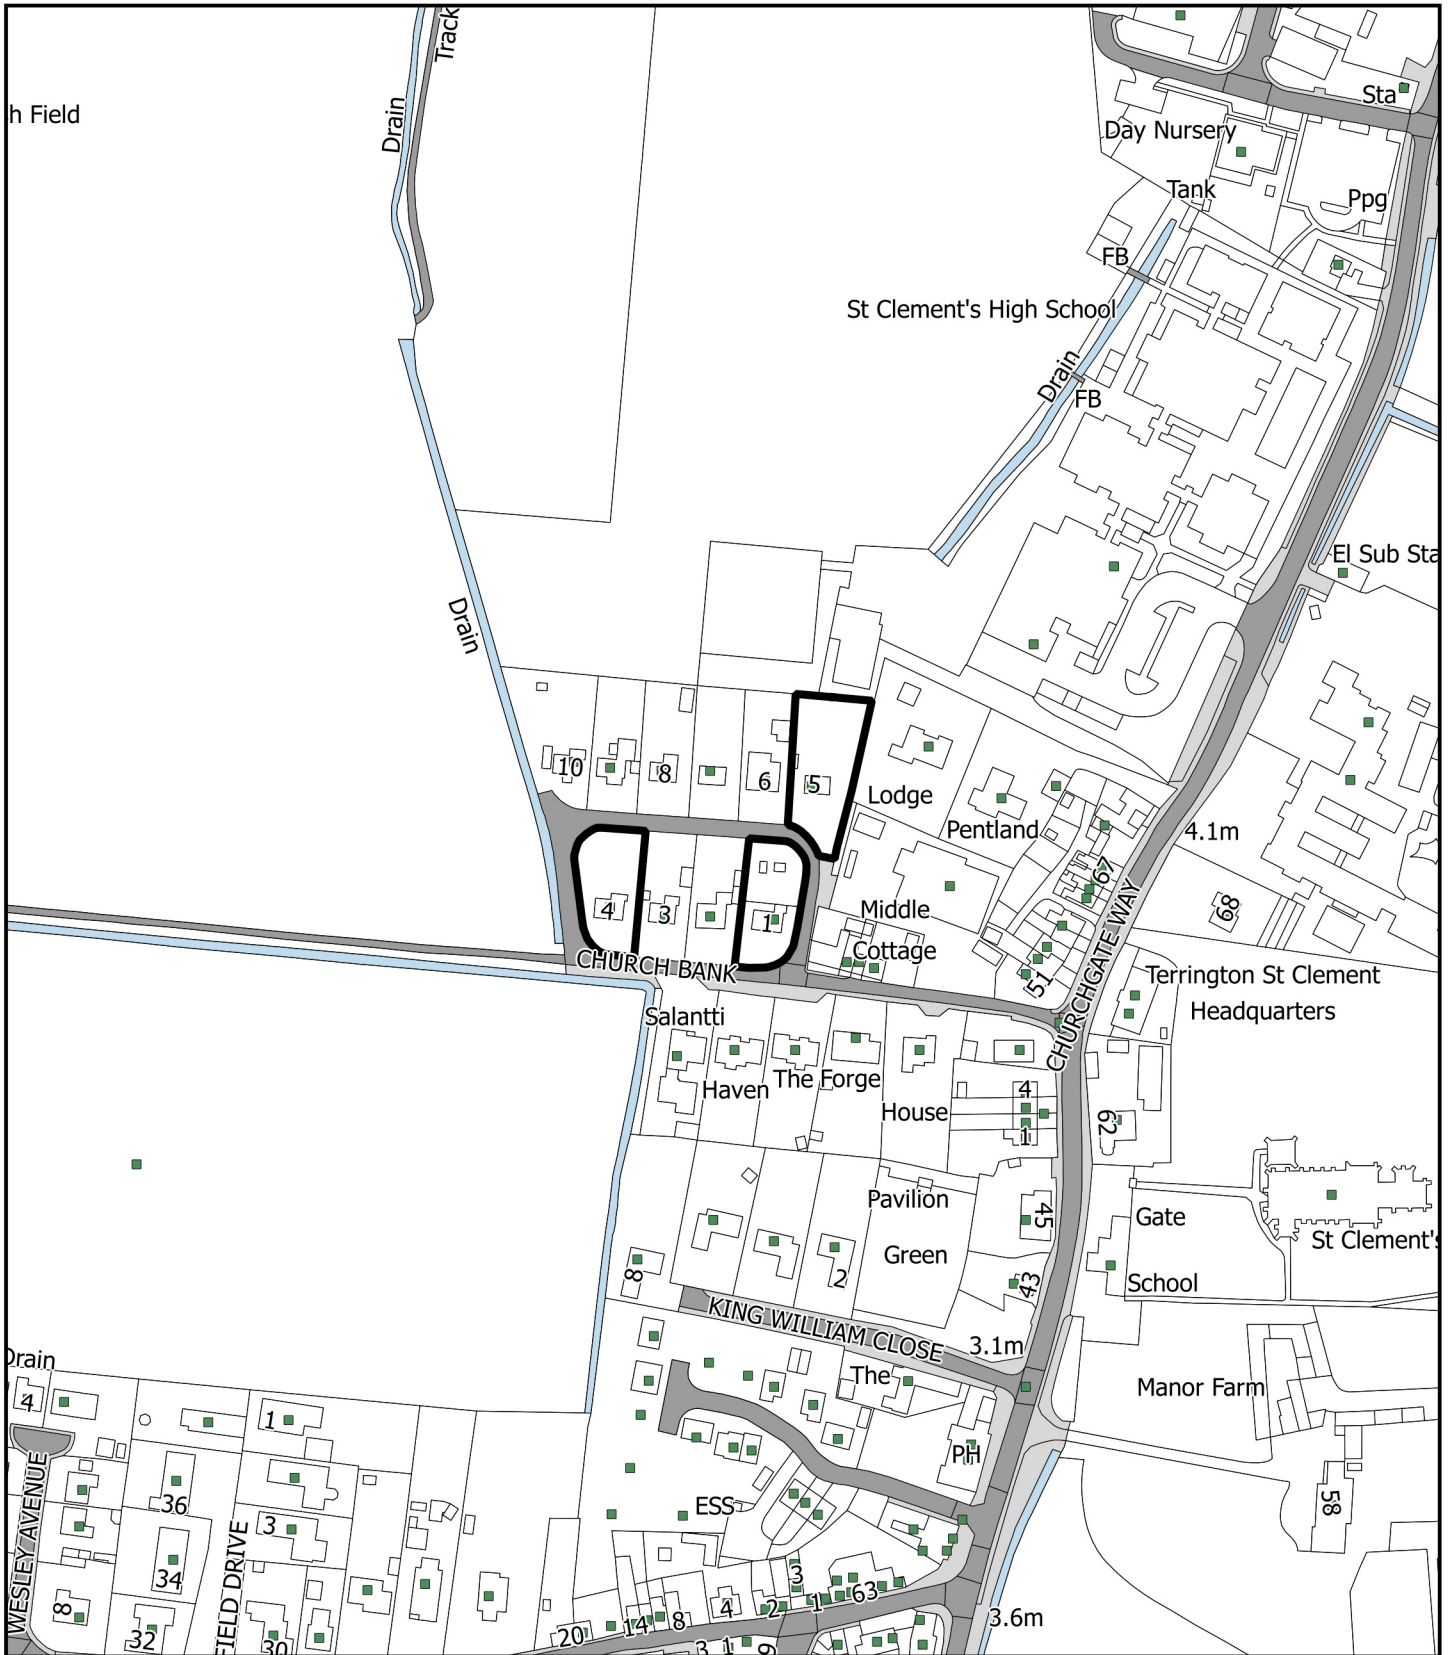 Track
Drain
h Field
Sta
Day Nursery
Tank
Ppg
FB
St Clement's High School
Drain
FB
El Sub Sta
Drain
10
8
6
5
Lodge
Pentland
4.1m
67
4
3
1
Middle
Cottage
68
CHURCH BANK
51
CHURCHGATE WAY
Terrington St Clement
Headquarters
Salantti
Haven
The Forge
House
4
1
62
Pavilion
45
Gate
Green
St Clement's
School
8
2
43
KING WILLIAM CLOSE
3.1m
Drain
The
Manor Farm
4
1
PH
WESLEY AVENUE
36
ESS
58
3
FIELD DRIVE
34
3
63
8
4
2
1
14
8
20
32
30
3
1
9
3.6m